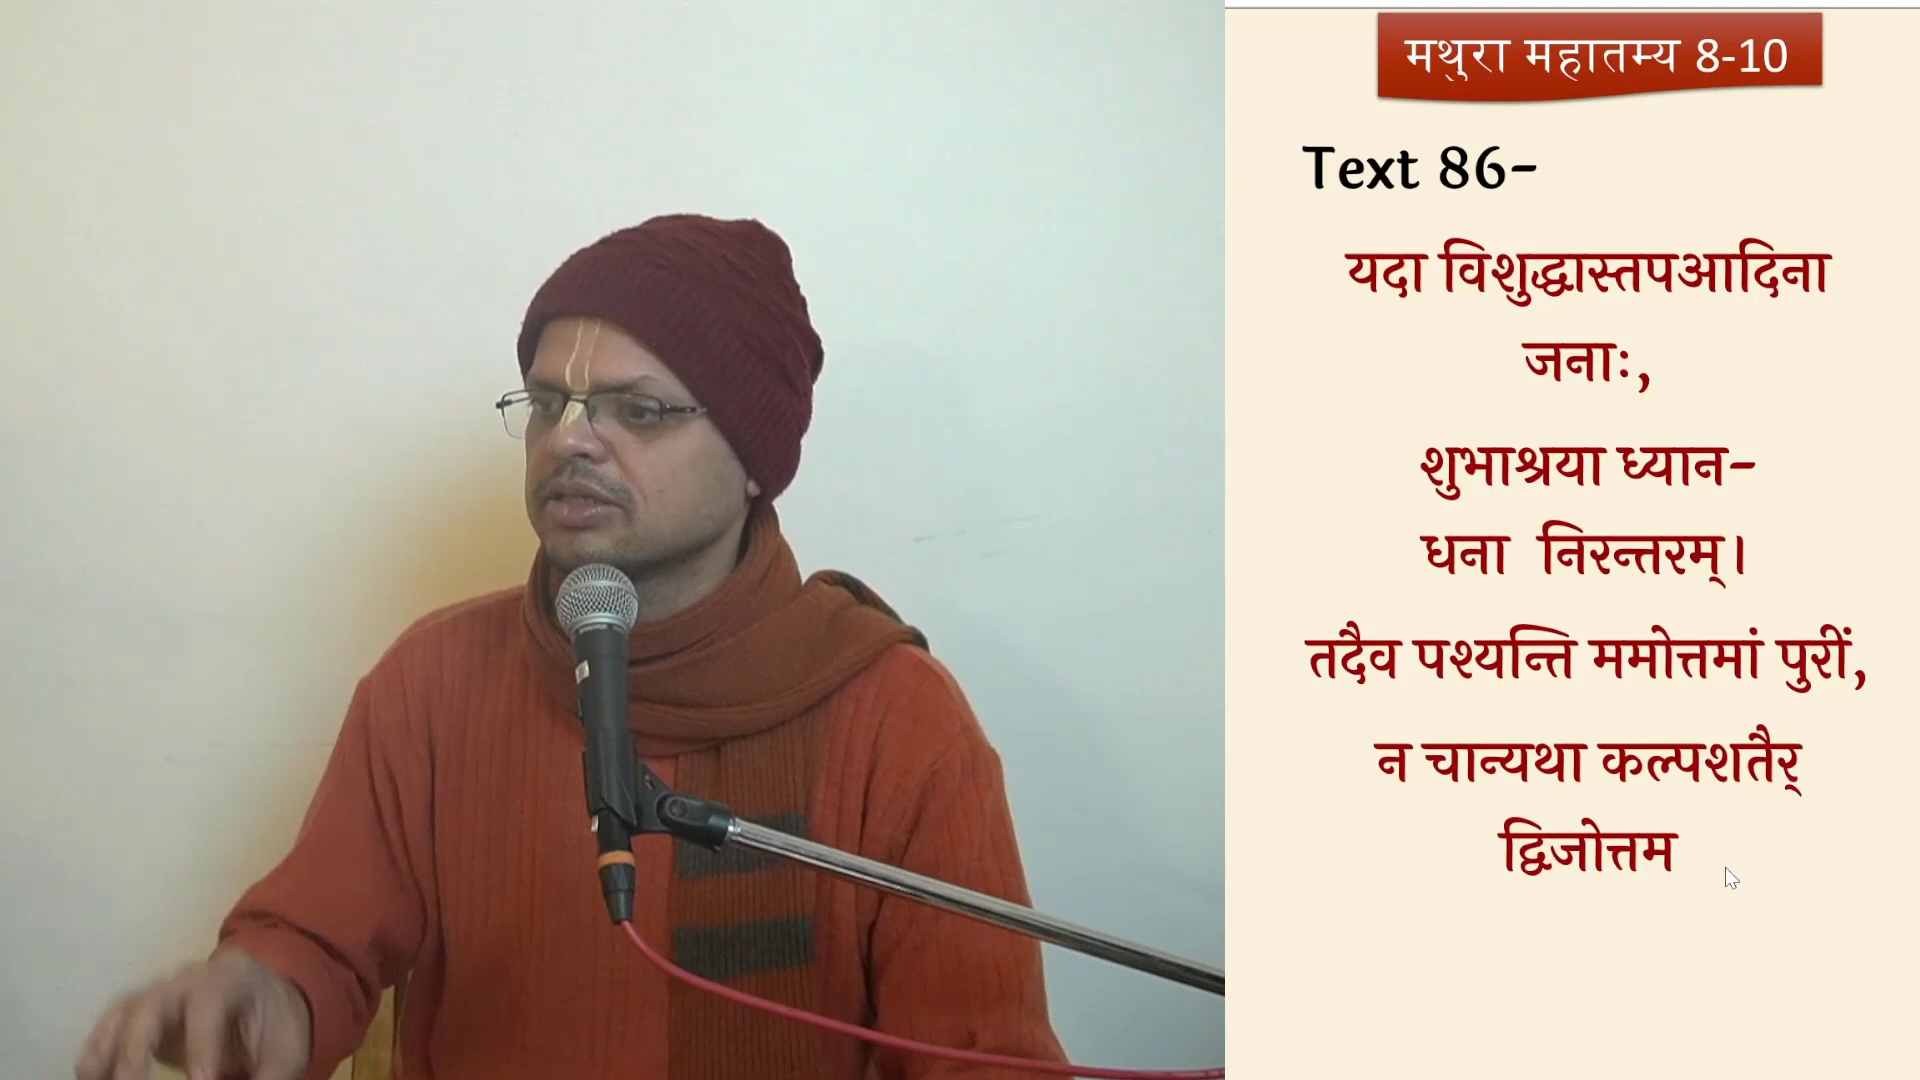 मथुरा महातम्य 8-10
Text 86-
यदा विशुद्धास्तपआदिना
जनाः,
शुभाश्रया ध्यान-
धना निरन्तरम्।
तदैव पश्यन्ति ममोत्तमां पुरीं,
न चान्यथा कल्पशतैर्
द्विजोत्तम